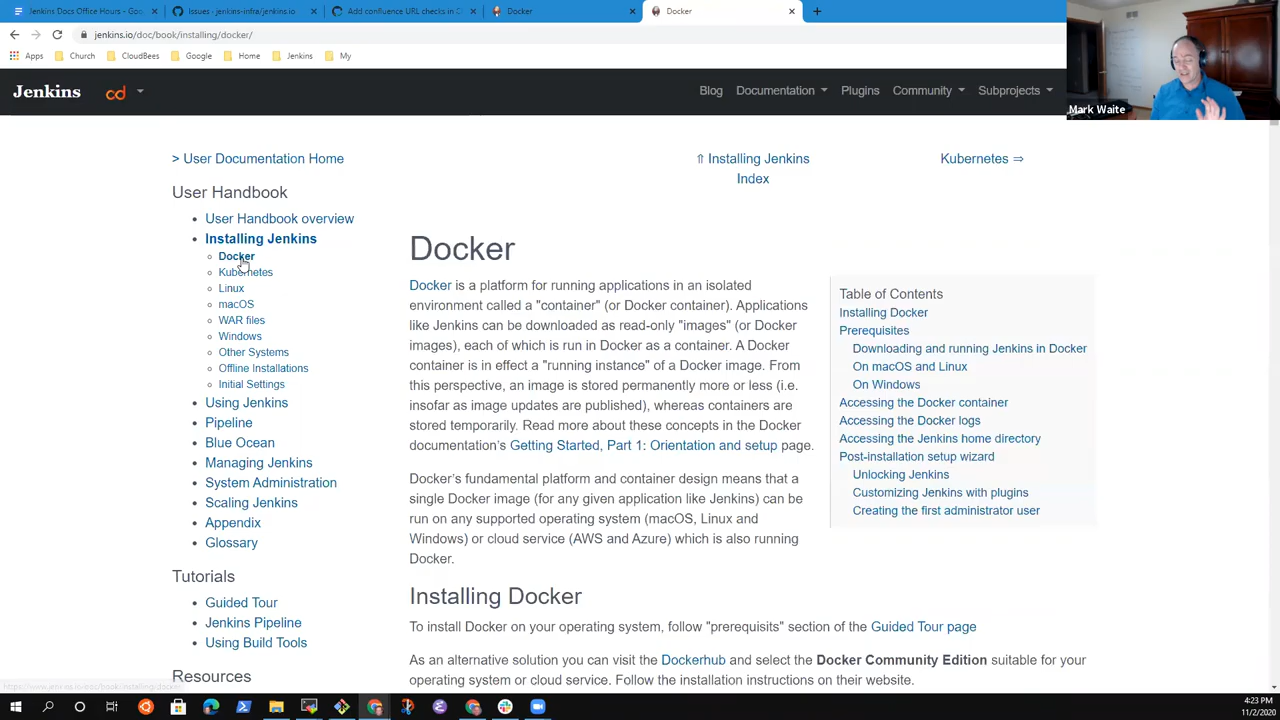 Jenkins Docs Office Hours - Goo
Issues · jenkins-infra/jenkins.io
Add confluence URL checks in
Docker
Docker
jenkins.io/doc/book/installing/docker/
Apps
Church
CloudBees
Google
Home
Jenkins
My
Mark Waite
Jenkins
cd
Blog
Documentation
Plugins
Community
Subprojects
> User Documentation Home
⇑ Installing Jenkins
Index
Kubernetes ⇒
User Handbook
User Handbook overview
Installing Jenkins
Docker
Kubernetes
Linux
macOS
WAR files
Windows
Other Systems
Offline Installations
Initial Settings
Using Jenkins
Pipeline
Blue Ocean
Managing Jenkins
System Administration
Scaling Jenkins
Appendix
Glossary
Tutorials
Guided Tour
Jenkins Pipeline
Using Build Tools
Resources
Docker
Docker is a platform for running applications in an isolated
environment called a "container" (or Docker container). Applications
like Jenkins can be downloaded as read-only "images" (or Docker
images), each of which is run in Docker as a container. A Docker
container is in effect a "running instance" of a Docker image. From
this perspective, an image is stored permanently more or less (i.e.
insofar as image updates are published), whereas containers are
stored temporarily. Read more about these concepts in the Docker
documentation's Getting Started, Part 1: Orientation and setup page.
Docker's fundamental platform and container design means that a
single Docker image (for any given application like Jenkins) can be
run on any supported operating system (macOS, Linux and
Windows) or cloud service (AWS and Azure) which is also running
Docker.
Table of Contents
Installing Docker
Prerequisites
Downloading and running Jenkins in Docker
On macOS and Linux
On Windows
Accessing the Docker container
Accessing the Docker logs
Accessing the Jenkins home directory
Post-installation setup wizard
Unlocking Jenkins
Customizing Jenkins with plugins
Creating the first administrator user
Installing Docker
To install Docker on your operating system, follow "prerequisites" section of the Guided Tour page
As an alternative solution you can visit the Dockerhub and select the Docker Community Edition suitable for your
operating system or cloud service. Follow the installation instructions on their website.
https://www.jenkins.io/doc/book/installing/docker
4:23 PM
11/2/2020